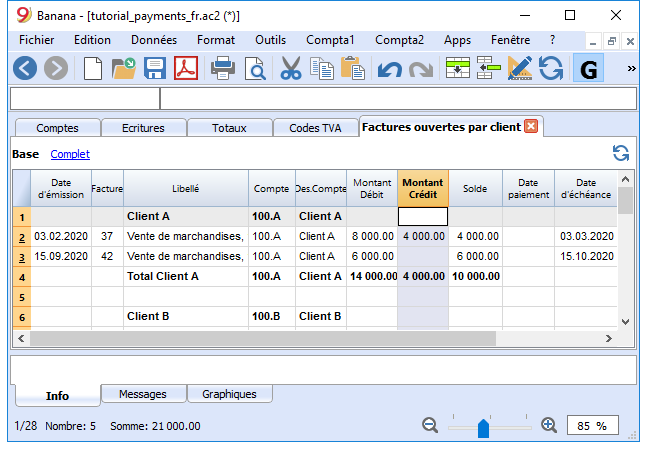 Banana - [tutorial_payments_fr.ac2 (*)]
Fichier Edition Données Format Outils Compta1 Compta2 Apps Fenêtre ?
G »
Comptes Ecritures Totaux Codes TVA Factures ouvertes par client
Base Complet
Date d'émission Facture Libellé Compte Des.Compte Montant Débit Montant Crédit Solde Date paiement Date d'échéance
1 Client A 100.A Client A
2 03.02.2020 37 Vente de marchandises, 100.A Client A 8 000.00 4 000.00 4 000.00 03.03.2020
3 15.09.2020 42 Vente de marchandises, 100.A Client A 6 000.00 6 000.00 15.10.2020
4 Total Client A 100.A Client A 14 000.00 4 000.00 10 000.00
5
6 Client B 100.B Client B
Info Messages Graphiques
1/28 Nombre: 5 Somme: 21 000.00 85 %